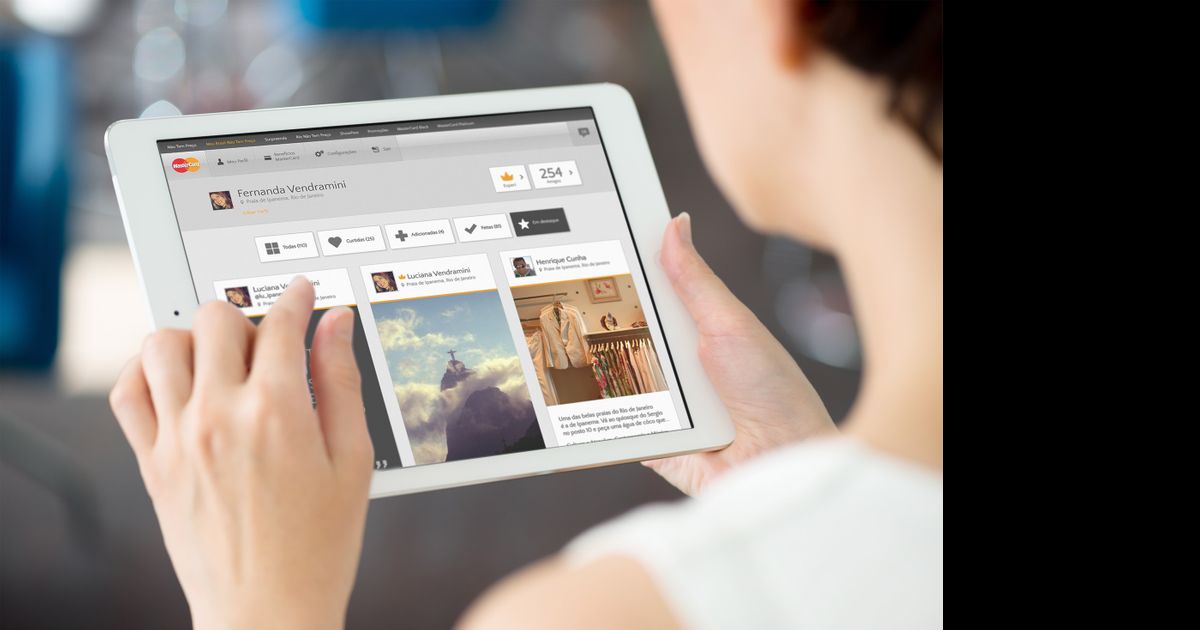 Não Tem Preço Meu Perfil Não Tem Preço Surpreenda Rio Não Tem Preço ShowPass Promoções MasterCard Black MasterCard Platinum
MasterCard Meu Perfil Benefícios MasterCard Configurações Sair
Fernanda Vendramini
Praia de Ipanema, Rio de Janeiro
Expert
254
Amigos
Todas (110) Curtidas (25) Adicionadas (4) Feitas (81) Em destaque
Luciana
Luciana Vendramini
Praia de Ipanema, Rio de Janeiro
Henrique Cunha
Praia de Ipanema, Rio de Janeiro
Uma das belas praias do Rio de Janeiro
é a de Ipanema. Vá ao quiosque do Sergio
no posto 10 e peça uma água de côco que...